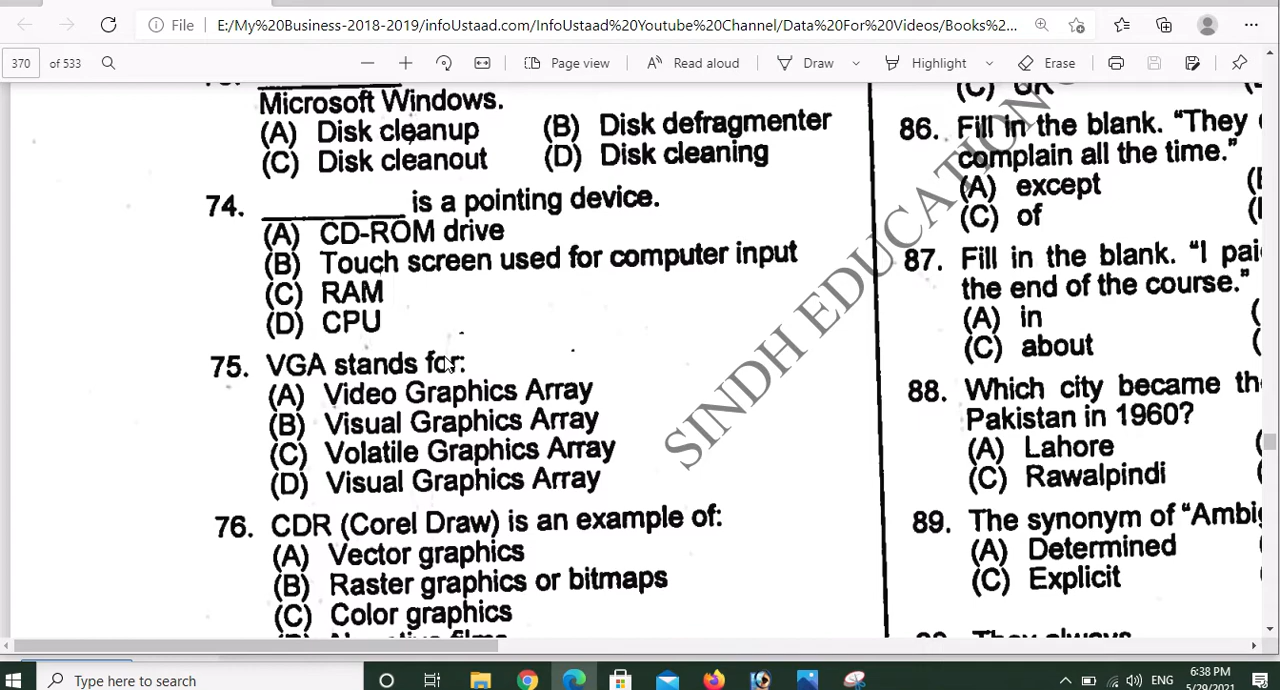 File
E:/My%20Business-2018-2019/infoUstaad.com/InfoUstaad%20Youtube%20Channel/Data%20For%20Videos/Books%2...
370 of 533
Page view
Read aloud
Draw
Highlight
Erase
Microsoft Windows.
(A) Disk cleanup (B) Disk defragmenter
(C) Disk cleanout (D) Disk cleaning
74. __________ is a pointing device.
(A) CD-ROM drive
(B) Touch screen used for computer input
(C) RAM
(D) CPU
75. VGA stands for:
(A) Video Graphics Array
(B) Visual Graphics Array
(C) Volatile Graphics Array
(D) Visual Graphics Array
76. CDR (Corel Draw) is an example of:
(A) Vector graphics
(B) Raster graphics or bitmaps
(C) Color graphics
SINDH EDUCATION
86. Fill in the blank. "They
complain all the time."
(A) except
(C) of
87. Fill in the blank. "I
the end of the course."
(A) in
(C) about
88. Which city became
Pakistan in 1960?
(A) Lahore
(C) Rawalpindi
89. The synonym of
(A) Determined
(C) Explicit
They always
Type here to search
ENG
6:38 PM
5/29/2021